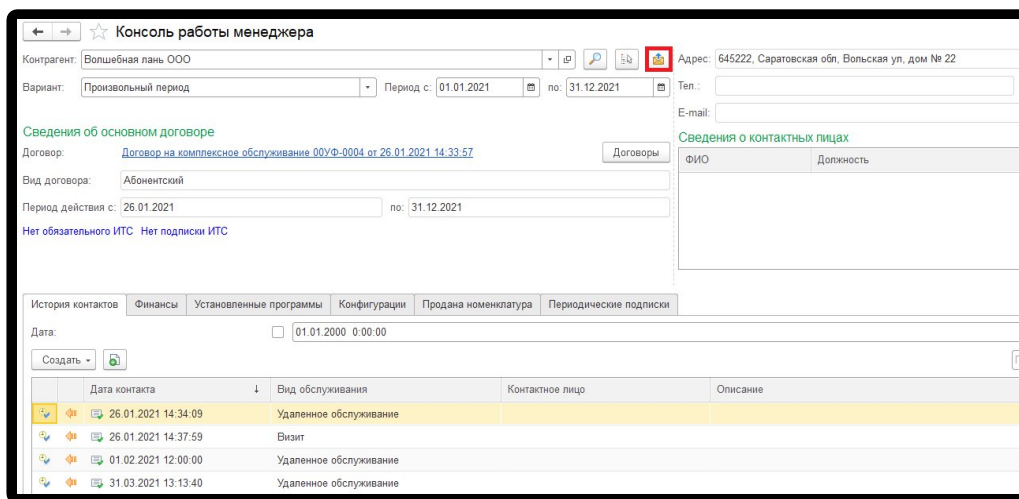 Консоль работы менеджера
Контрагент: Волшебная лань ООО
Адрес: 645222, Саратовская обл, Вольская ул, дом № 22
Вариант: Произвольный период Период с: 01.01.2021 по: 31.12.2021
Тел.:
E-mail:
Сведения об основном договоре
Сведения о контактных лицах
Договор: Договор на комплексное обслуживание 00УФ-0004 от 26.01.2021 14:33:57 Договоры
ФИО Должность
Вид договора: Абонентский
Период действия с: 26.01.2021 по: 31.12.2021
Нет обязательного ИТС Нет подписки ИТС
История контактов Финансы Установленные программы Конфигурации Продана номенклатура Периодические подписки
Дата: 01.01.2000 0:00:00
Создать
Дата контакта Вид обслуживания Контактное лицо Описание
26.01.2021 14:34:09 Удаленное обслуживание
26.01.2021 14:37:59 Визит
01.02.2021 12:00:00 Удаленное обслуживание
31.03.2021 13:13:40 Удаленное обслуживание